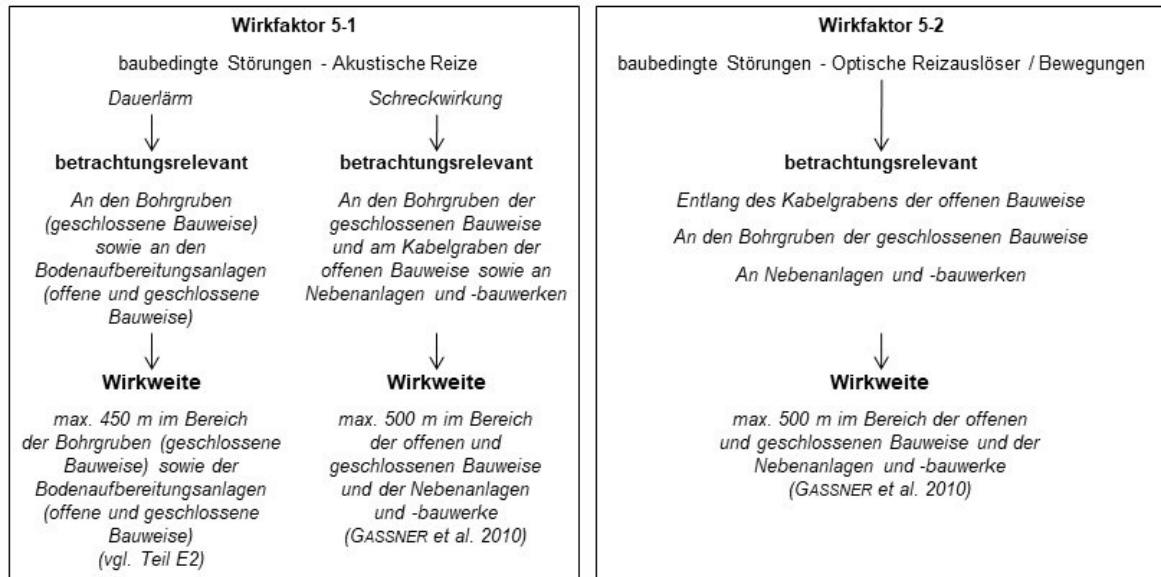 Wirkfaktor 5-1
baubedingte Störungen - Akustische Reize
Dauerlärm
betrachtungsrelevant
An den Bohrgruben
(geschlossene Bauweise)
sowie an den
Bodenaufbereitungsanlagen
(offene und geschlossene
Bauweise)
Wirkweite
max. 450 m im Bereich
der Bohrgruben (geschlossene
Bauweise) sowie der
Bodenaufbereitungsanlagen
(offene und geschlossene
Bauweise)
(vgl. Teil E2)
Schreckwirkung
betrachtungsrelevant
An den Bohrgruben der
geschlossenen Bauweise
und am Kabelgraben der
offenen Bauweise sowie an
Nebenanlagen und -bauwerken
Wirkweite
max. 500 m im Bereich
der offenen und
geschlossenen Bauweise
und der Nebenanlagen
und -bauwerke
(GASSNER et al. 2010)
Wirkfaktor 5-2
baubedingte Störungen - Optische Reizauslöser / Bewegungen
betrachtungsrelevant
Entlang des Kabelgrabens der offenen Bauweise
An den Bohrgruben der geschlossenen Bauweise
An Nebenanlagen und -bauwerken
Wirkweite
max. 500 m im Bereich der offenen
und geschlossenen Bauweise und der
Nebenanlagen und -bauwerke
(GASSNER et al. 2010)